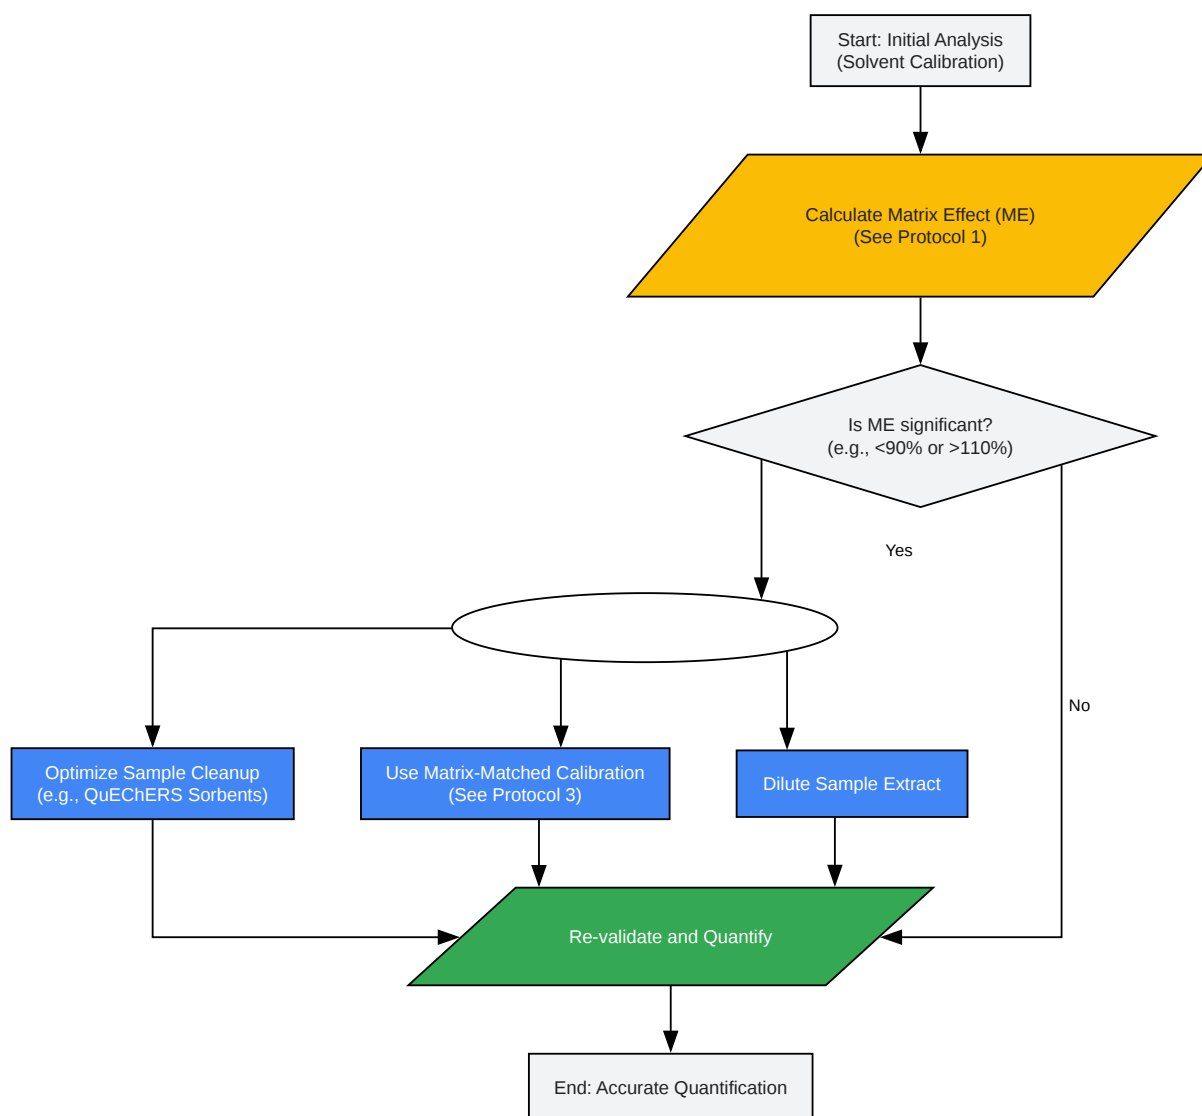 Start: Initial Analysis
(Solvent Calibration)
Calculate Matrix Effect (ME)
(See Protocol 1)
Is ME significant?
(e.g., <90% or >110%)
Yes
No
Optimize Sample Cleanup
(e.g., QuEChERS Sorbents)
Use Matrix-Matched Calibration
(See Protocol 3)
Dilute Sample Extract
Re-validate and Quantify
End: Accurate Quantification